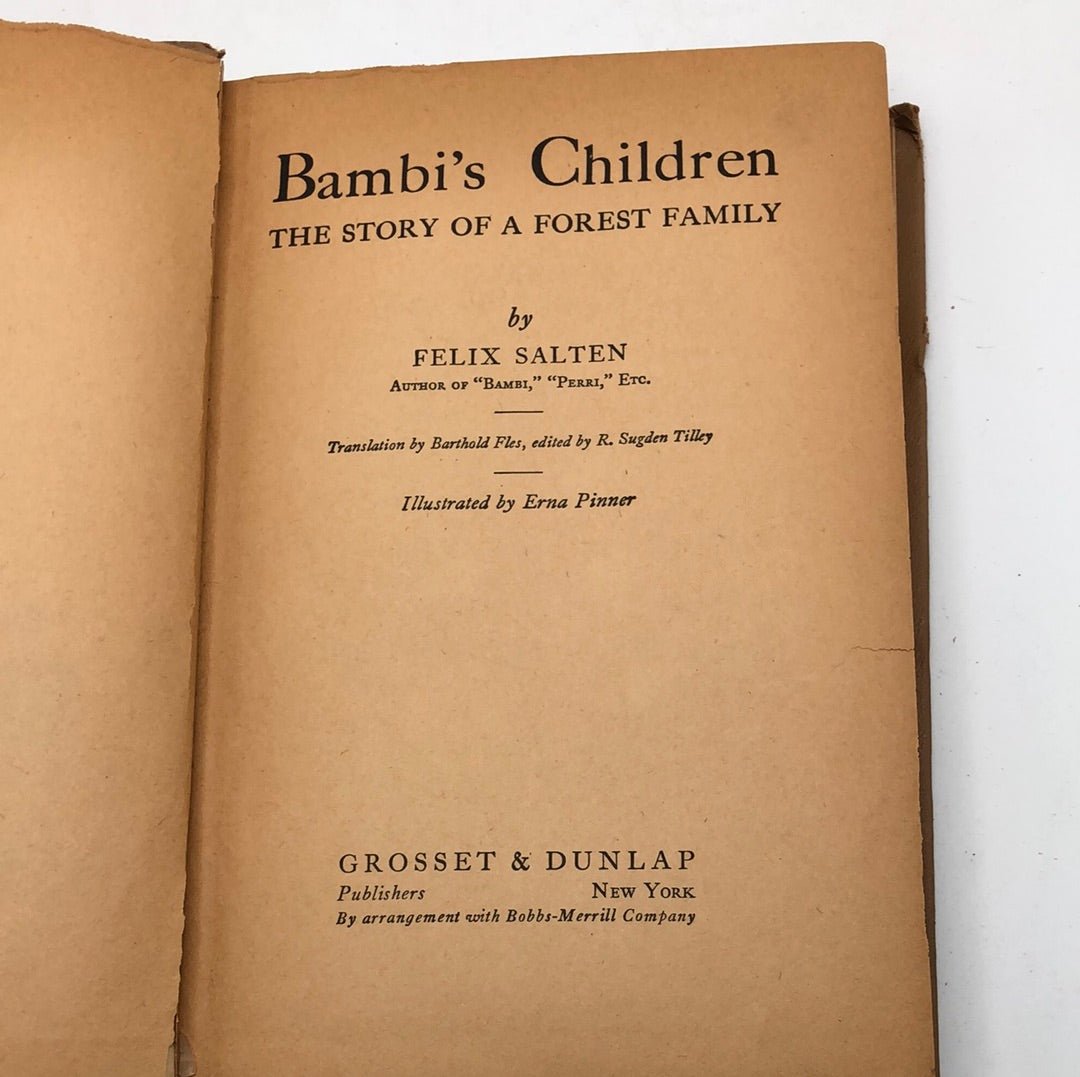 Bambi's Children
THE STORY OF A FOREST FAMILY
by
FELIX SALTEN
AUTHOR OF "BAMBI," "PERRI," ETC.
Translation by Barthold Fles, edited by R. Sugden Tilley
Illustrated by Erna Pinner
GROSSET & DUNLAP
Publishers NEW YORK
By arrangement with Bobbs-Merrill Company